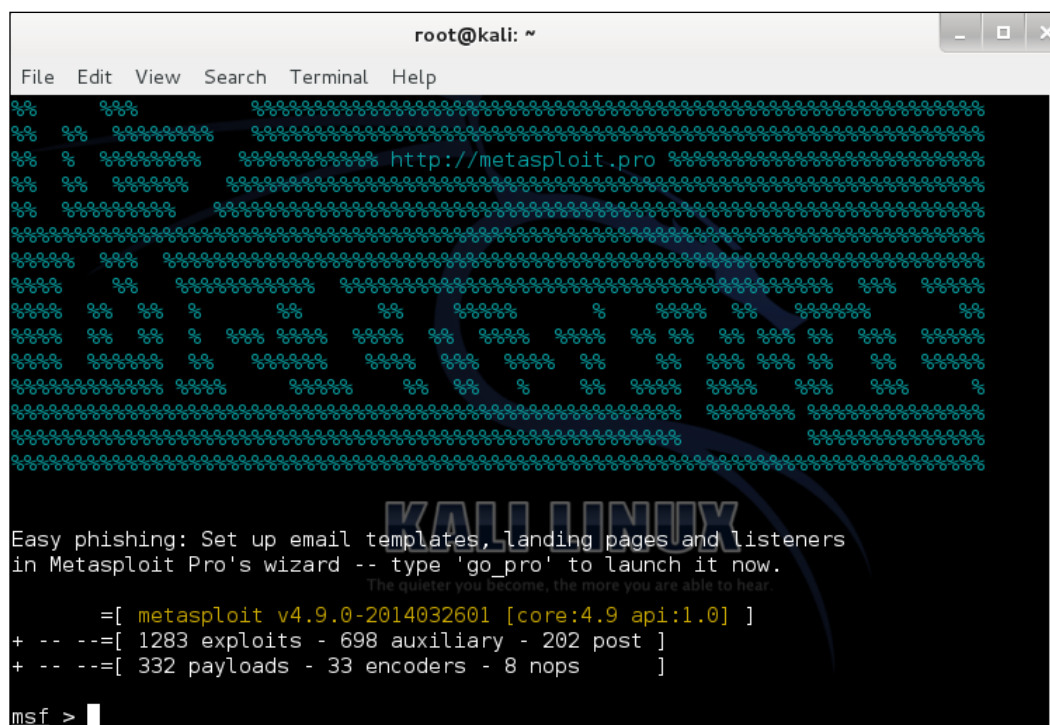 root@kali: ~
File Edit View Search Terminal Help
http://metasploit.pro
KALI LINUX
Easy phishing: Set up email templates, landing pages and listeners
in Metasploit Pro's wizard -- type 'go_pro' to launch it now.
The quieter you become, the more you are able to hear.
=[ metasploit v4.9.0-2014032601 [core:4.9 api:1.0] ]
+ -- --=[ 1283 exploits - 698 auxiliary - 202 post ]
+ -- --=[ 332 payloads - 33 encoders - 8 nops ]
msf >